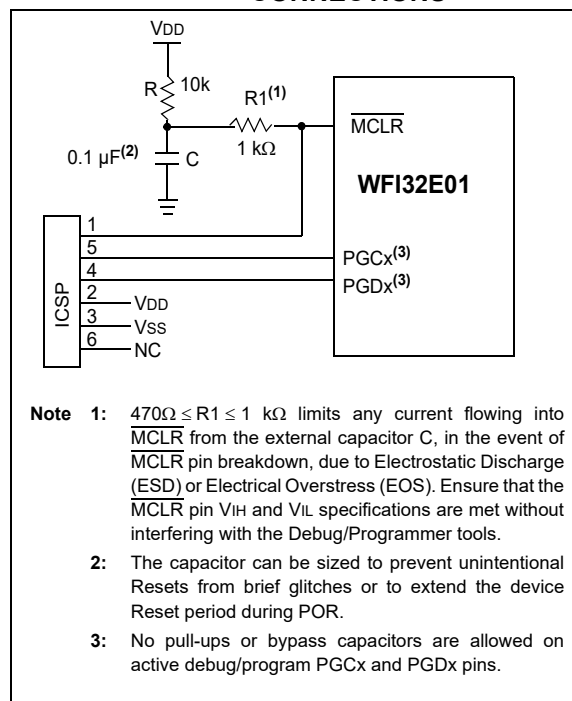 VDD
R 10k
R1(1)
1 kΩ
0.1 µF(2) C
MCLR
WFI32E01
PGCx(3)
PGDx(3)
ICSP
1
5
4
2 VDD
3 Vss
6 NC
Note 1: 470Ω ≤ R1 ≤ 1 kΩ limits any current flowing into
MCLR from the external capacitor C, in the event of
MCLR pin breakdown, due to Electrostatic Discharge
(ESD) or Electrical Overstress (EOS). Ensure that the
MCLR pin VIH and VIL specifications are met without
interfering with the Debug/Programmer tools.
2: The capacitor can be sized to prevent unintentional
Resets from brief glitches or to extend the device
Reset period during POR.
3: No pull-ups or bypass capacitors are allowed on
active debug/program PGCx and PGDx pins.